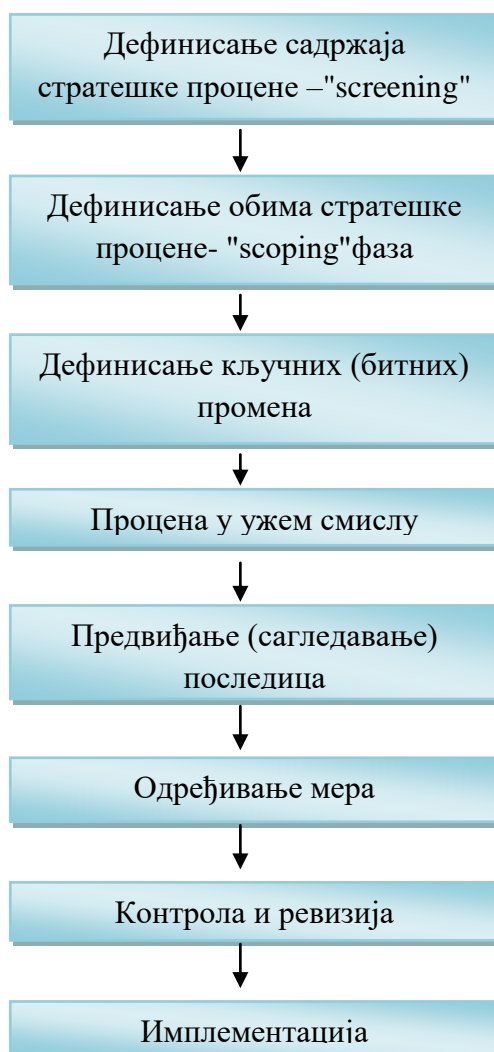 Дефинисање садржаја
стратешке процене –"screening"
Дефинисање обима стратешке
процене- "scoping"фаза
Дефинисање кључних (битних)
промена
Процена у ужем смислу
Предвиђање (сагледавање)
последица
Одређивање мера
Контрола и ревизија
Имплементација